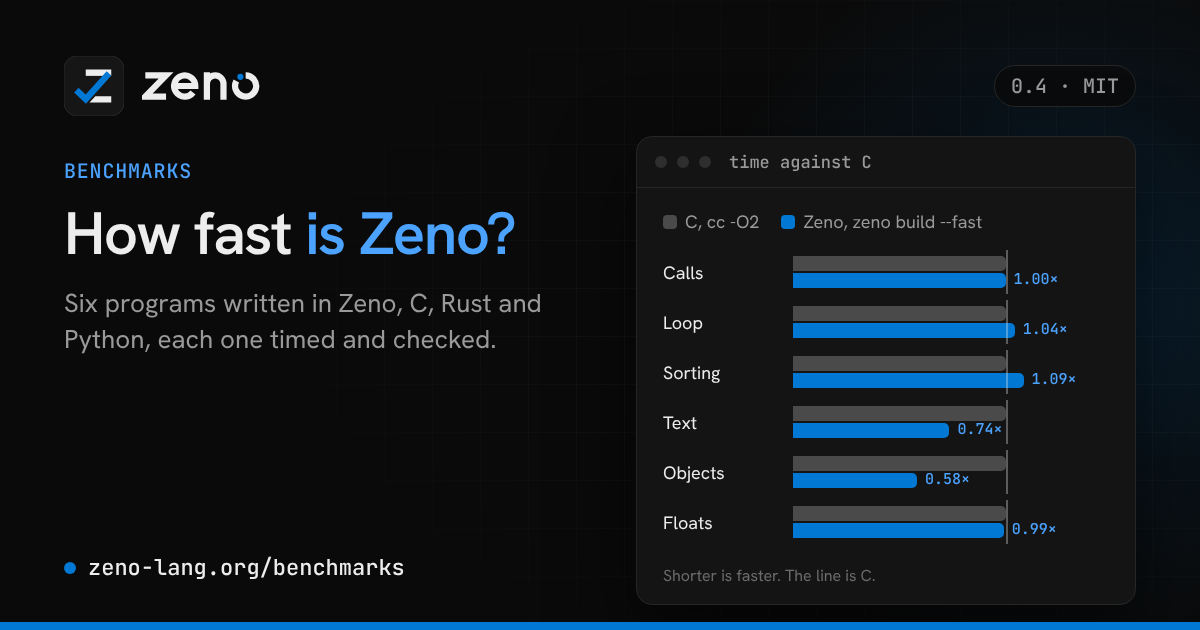 zeno
0.4 · MIT
BENCHMARKS
How fast is Zeno?
Six programs written in Zeno, C, Rust and
Python, each one timed and checked.
zeno-lang.org/benchmarks
time against C
C, cc -O2
Zeno, zeno build --fast
Calls
1.00×
Loop
1.04×
Sorting
1.09×
Text
0.74×
Objects
0.58×
Floats
0.99×
Shorter is faster. The line is C.